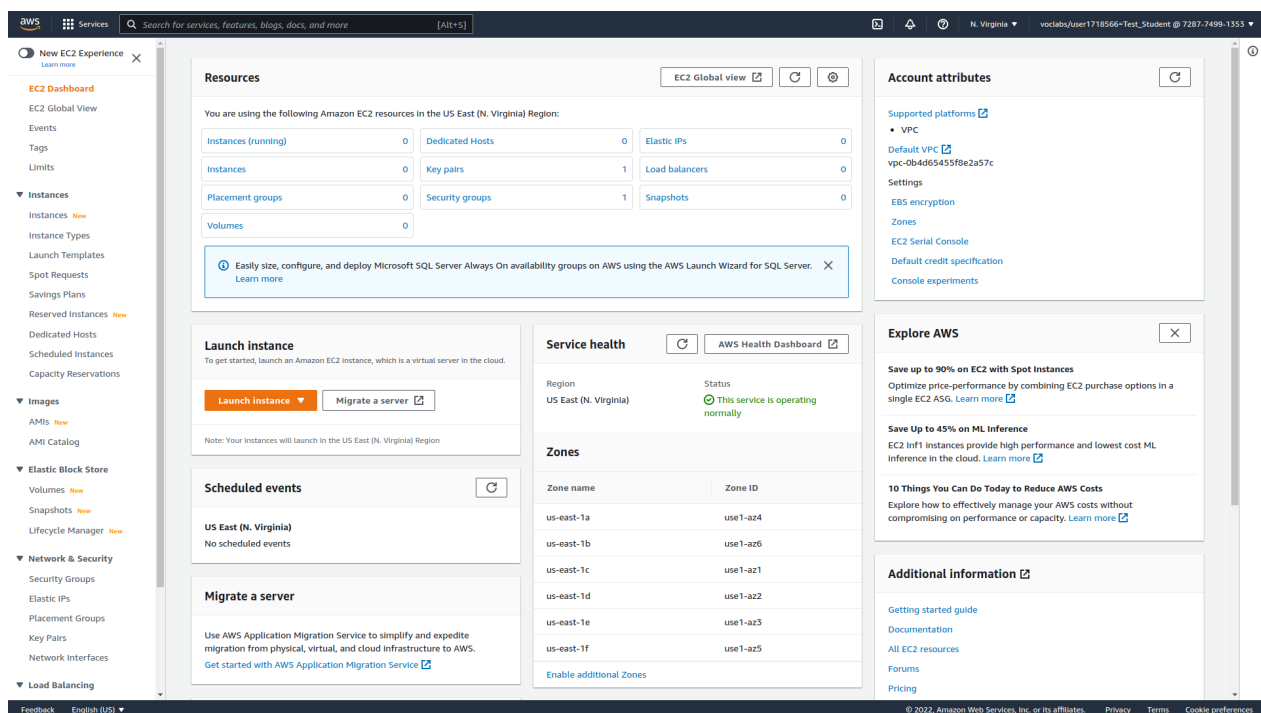 aws
Services
Search for services, features, blogs, docs, and more
[Alt+S]
N. Virginia ▼
voclabs/user1718566=Test_Student @ 7287-7499-1353 ▼
New EC2 Experience
Learn more
EC2 Dashboard
EC2 Global View
Events
Tags
Limits
Instances
Instances New
Instance Types
Launch Templates
Spot Requests
Savings Plans
Reserved Instances New
Dedicated Hosts
Scheduled Instances
Capacity Reservations
Images
AMIs New
AMI Catalog
Elastic Block Store
Volumes New
Snapshots New
Lifecycle Manager New
Network & Security
Security Groups
Elastic IPs
Placement Groups
Key Pairs
Network Interfaces
Load Balancing
Resources
EC2 Global view
You are using the following Amazon EC2 resources in the US East (N. Virginia) Region:
Instances (running) 0
Dedicated Hosts 0
Elastic IPs 0
Instances 0
Key pairs 1
Load balancers 0
Placement groups 0
Security groups 1
Snapshots 0
Volumes 0
Easily size, configure, and deploy Microsoft SQL Server Always On availability groups on AWS using the AWS Launch Wizard for SQL Server.
Learn more
Launch instance
To get started, launch an Amazon EC2 instance, which is a virtual server in the cloud.
Launch instance ▼
Migrate a server
Note: Your instances will launch in the US East (N. Virginia) Region
Scheduled events
US East (N. Virginia)
No scheduled events
Migrate a server
Use AWS Application Migration Service to simplify and expedite
migration from physical, virtual, and cloud infrastructure to AWS.
Get started with AWS Application Migration Service
Service health
AWS Health Dashboard
Region
Status
US East (N. Virginia)
This service is operating
normally
Zones
Zone name Zone ID
us-east-1a use1-az4
us-east-1b use1-az6
us-east-1c use1-az1
us-east-1d use1-az2
us-east-1e use1-az3
us-east-1f use1-az5
Enable additional Zones
Account attributes
Supported platforms
• VPC
Default VPC
vpc-0b4d65455f8e2a57c
Settings
EBS encryption
Zones
EC2 Serial Console
Default credit specification
Console experiments
Explore AWS
Save up to 90% on EC2 with Spot Instances
Optimize price-performance by combining EC2 purchase options in a
single EC2 ASG. Learn more
Save Up to 45% on ML Inference
EC2 Inf1 instances provide high performance and lowest cost ML
inference in the cloud. Learn more
10 Things You Can Do Today to Reduce AWS Costs
Explore how to effectively manage your AWS costs without
compromising on performance or capacity. Learn more
Additional information
Getting started guide
Documentation
All EC2 resources
Forums
Pricing
Feedback
English (US) ▼
© 2022, Amazon Web Services, Inc. or its affiliates.
Privacy
Terms
Cookie preferences